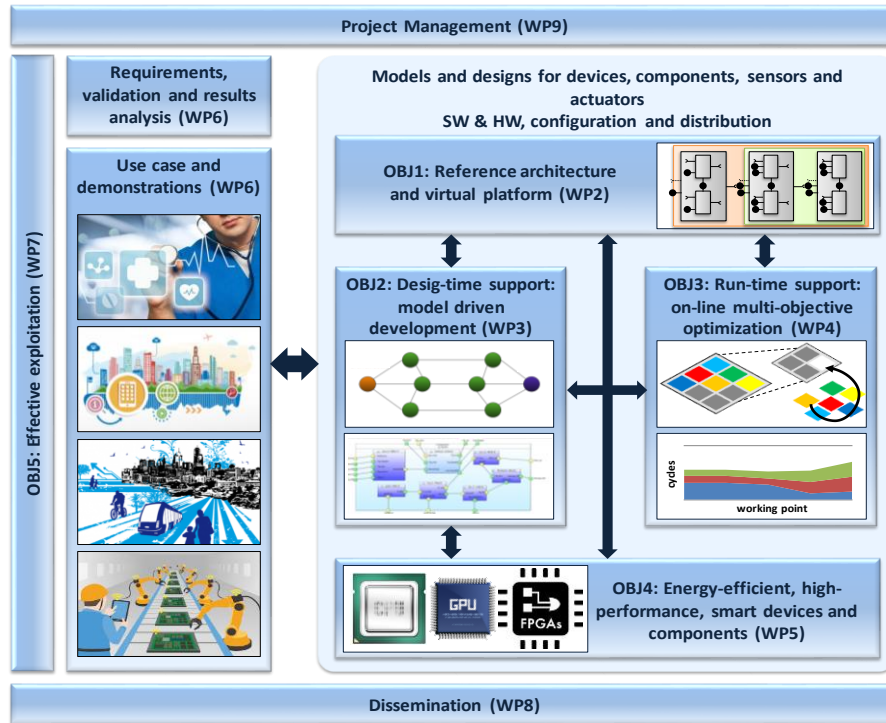 Project Management (WP9)
OBJ5: Effective exploitation (WP7)
Requirements,
validation and results
analysis (WP6)
Use case and
demonstrations (WP6)
Models and designs for devices, components, sensors and
actuators
SW & HW, configuration and distribution
OBJ1: Reference architecture
and virtual platform (WP2)
OBJ2: Desig-time support:
model driven
development (WP3)
OBJ3: Run-time support:
on-line multi-objective
optimization (WP4)
cycles
working point
GPU
FPGAs
OBJ4: Energy-efficient, high-
performance, smart devices and
components (WP5)
Dissemination (WP8)